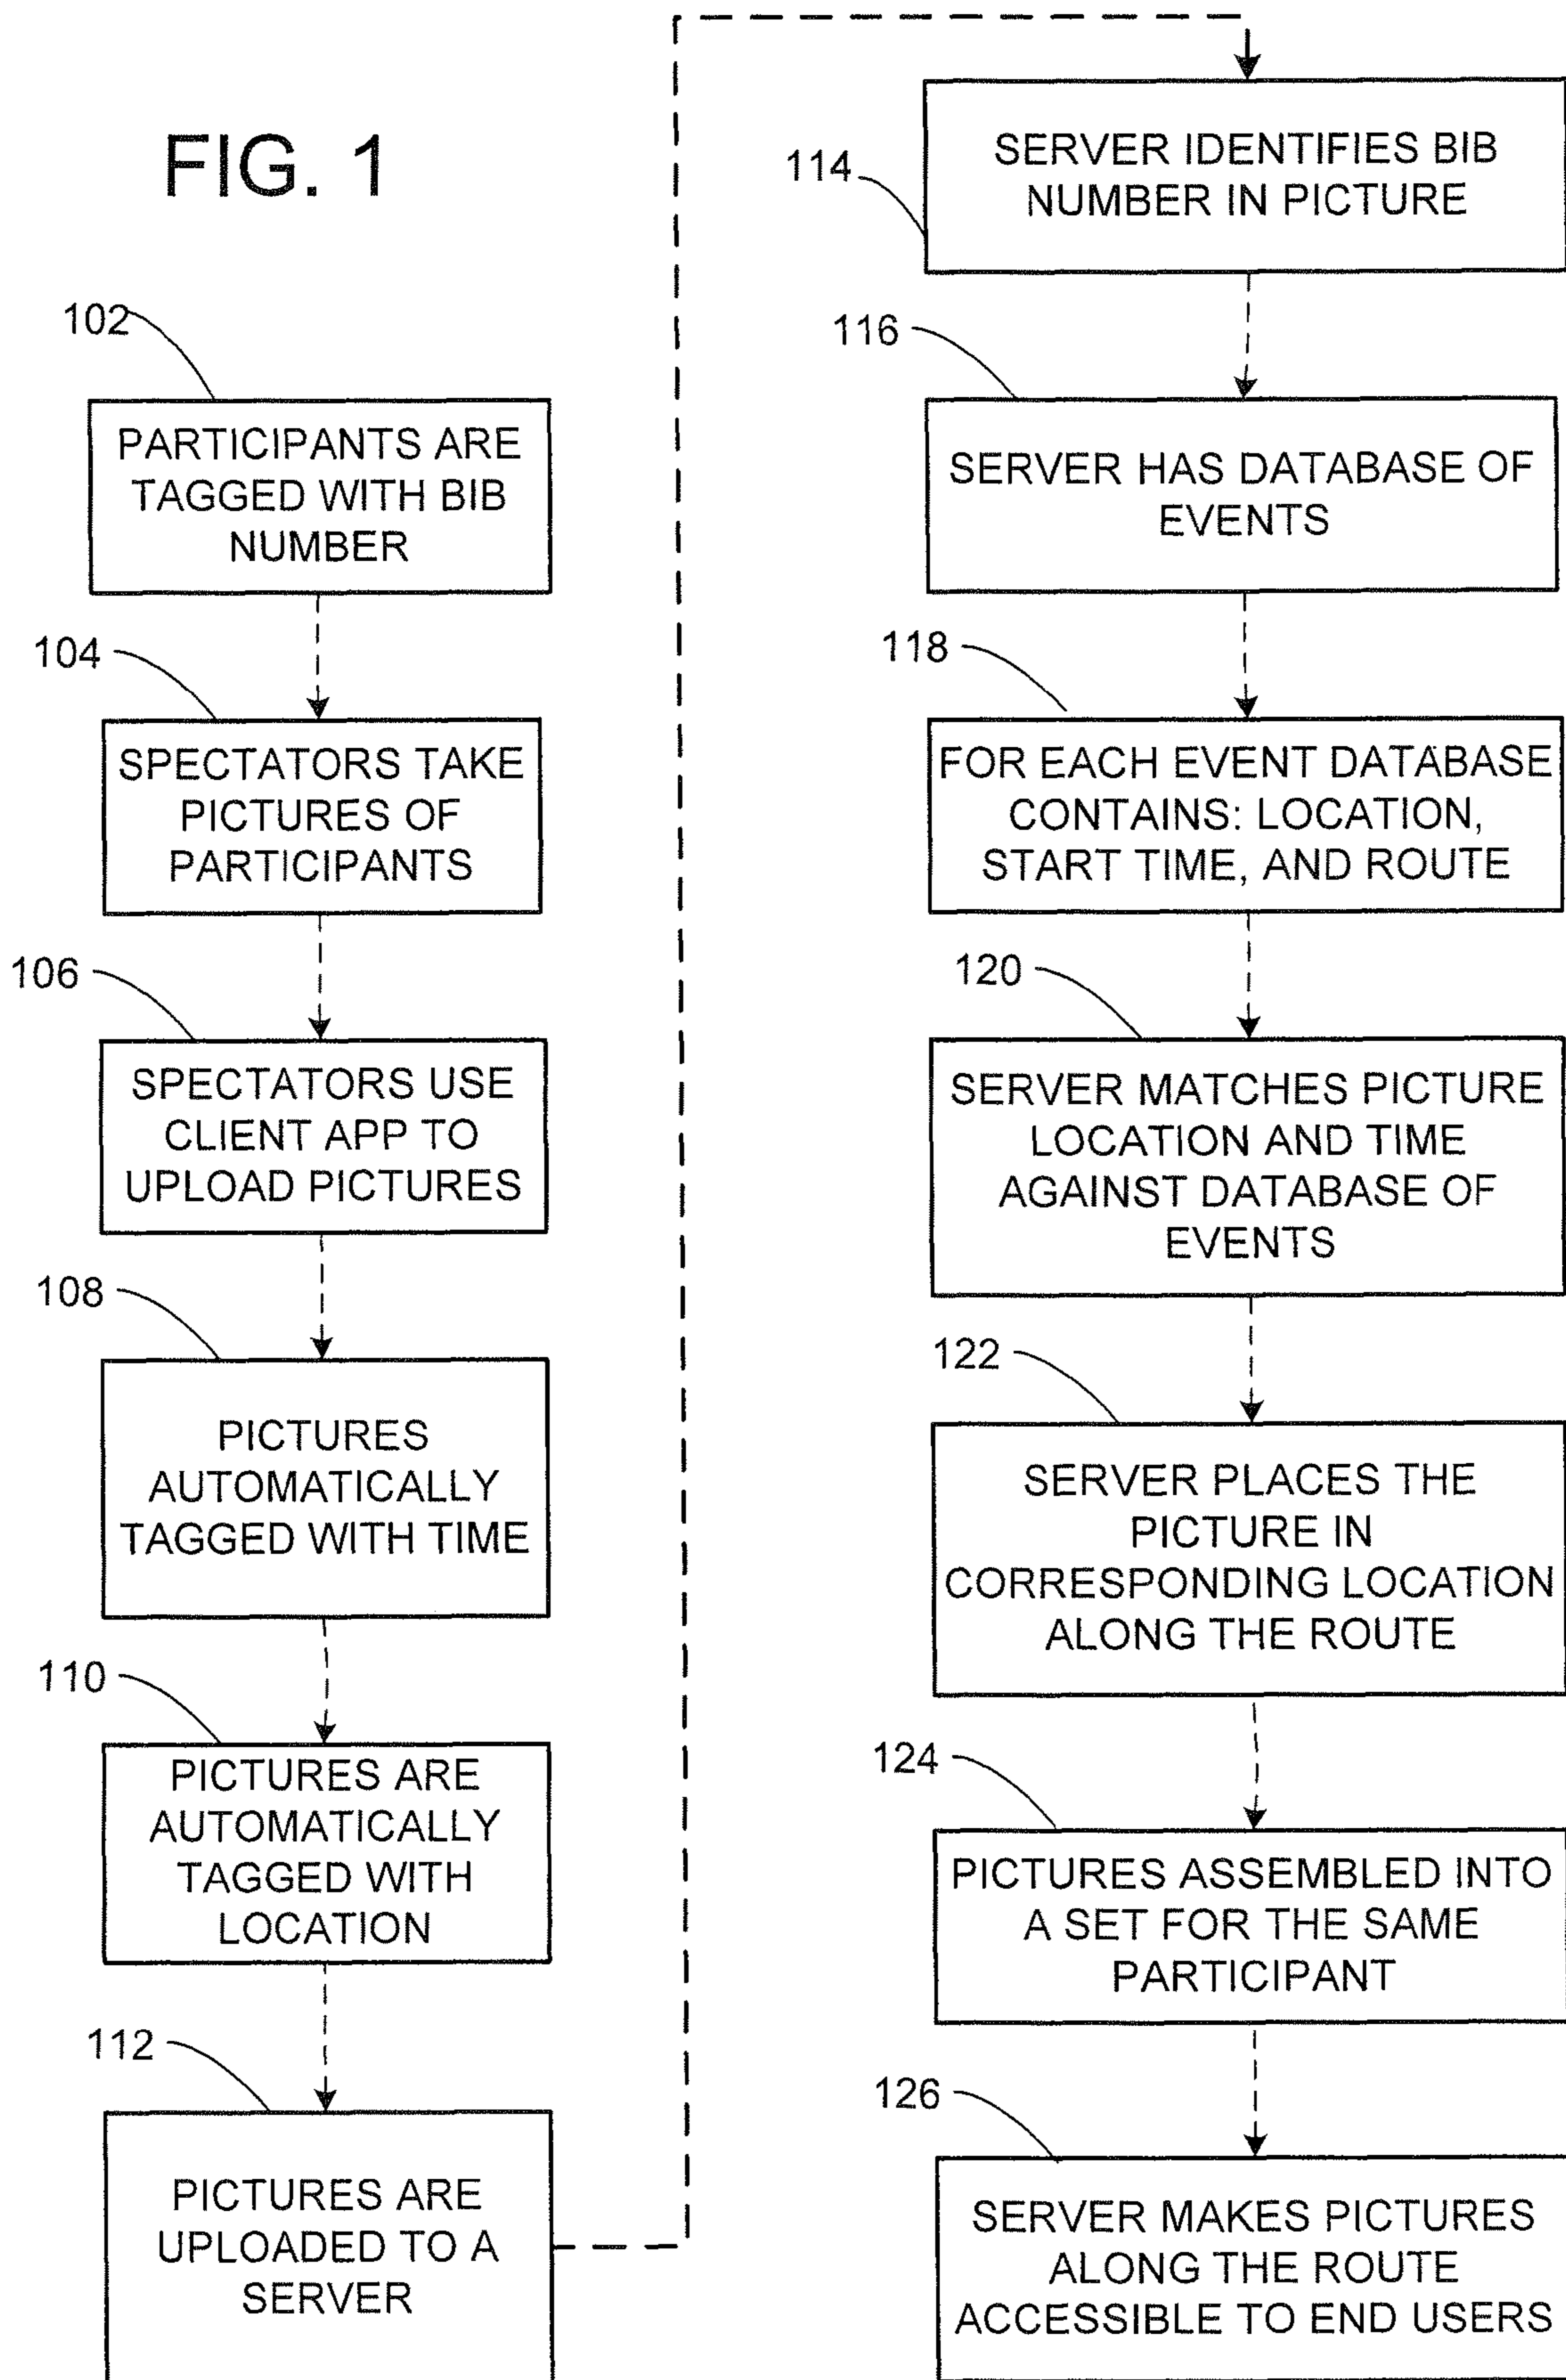 FIG. 1
102
PARTICIPANTS ARE
TAGGED WITH BIB
NUMBER
104
SPECTATORS TAKE
PICTURES OF
PARTICIPANTS
106
SPECTATORS USE
CLIENT APP TO
UPLOAD PICTURES
108
PICTURES
AUTOMATICALLY
TAGGED WITH TIME
110
PICTURES ARE
AUTOMATICALLY
TAGGED WITH
LOCATION
112
PICTURES ARE
UPLOADED TO A
SERVER
114
SERVER IDENTIFIES BIB
NUMBER IN PICTURE
116
SERVER HAS DATABASE OF
EVENTS
118
FOR EACH EVENT DATABASE
CONTAINS: LOCATION,
START TIME, AND ROUTE
120
SERVER MATCHES PICTURE
LOCATION AND TIME
AGAINST DATABASE OF
EVENTS
122
SERVER PLACES THE
PICTURE IN
CORRESPONDING LOCATION
ALONG THE ROUTE
124
PICTURES ASSEMBLED INTO
A SET FOR THE SAME
PARTICIPANT
126
SERVER MAKES PICTURES
ALONG THE ROUTE
ACCESSIBLE TO END USERS